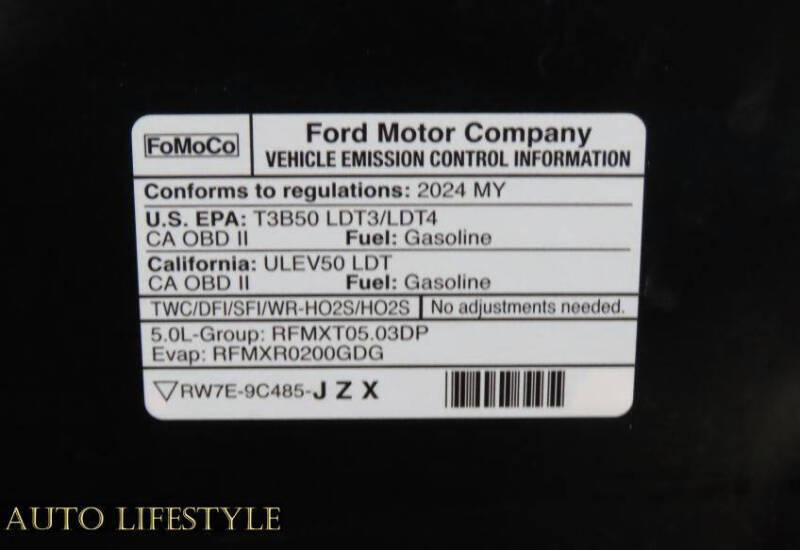 FoMoCo
Ford Motor Company
VEHICLE EMISSION CONTROL INFORMATION
Conforms to regulations: 2024 MY
U.S. EPA: T3B50 LDT3/LDT4
CA OBD II Fuel: Gasoline
California: ULEV50 LDT
CA OBD II Fuel: Gasoline
TWC/DFI/SFI/WR-HO2S/HO2S No adjustments needed.
5.0L-Group: RFMXT05.03DP
Evap: RFMXR0200GDG
RW7E-9C485-J Z X
AUTO LIFESTYLE